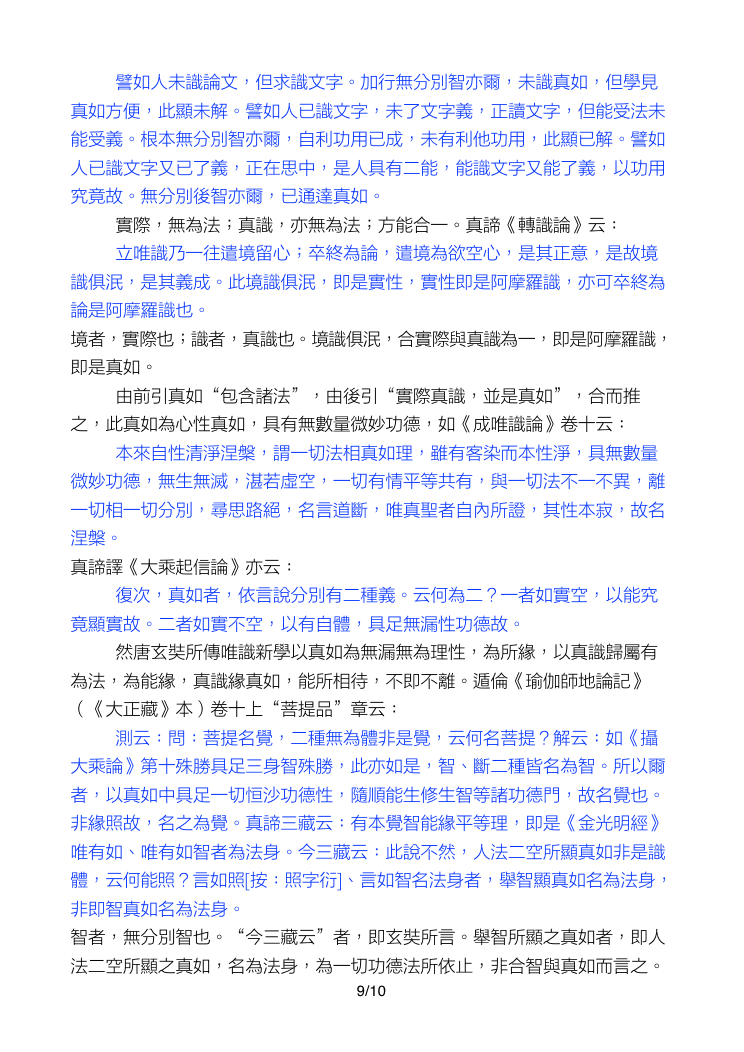 譬如人未識論文，但求識文字。加行無分別智亦爾，未識真如，但學見
真如方便，此顯未解。譬如人已識文字，未了文字義，正讀文字，但能受法未
能受義。根本無分別智亦爾，自利功用已成，未有利他功用，此顯已解。譬如
人已識文字又已了義，正在思中，是人具有二能，能識文字又能了義，以功用
究竟故。無分別後智亦爾，已通達真如。
實際，無為法；真識，亦無為法；方能合一。真諦《轉識論》云：
立唯識乃一往遣境留心；卒終為論，遣境為欲空心，是其正意，是故境
識俱泯，是其義成。此境識俱泯，即是實性，實性即是阿摩羅識，亦可卒終為
論是阿摩羅識也。
境者，實際也；識者，真識也。境識俱泯，合實際與真識為一，即是阿摩羅識，
即是真如。
由前引真如“包含諸法”，由後引“實際真識，並是真如”，合而推
之，此真如為心性真如，具有無數量微妙功德，如《成唯識論》卷十云：
本來自性清淨涅槃，謂一切法相真如理，雖有客染而本性淨，具無數量
微妙功德，無生無滅，湛若虛空，一切有情平等共有，與一切法不一不異，離
一切相一切分別，尋思路絕，名言道斷，唯真聖者自內所證，其性本寂，故名
涅槃。
真諦譯《大乘起信論》亦云：
復次，真如者，依言說分別有二種義。云何為二？一者如實空，以能究
竟顯實故。二者如實不空，以有自體，具足無漏性功德故。
然唐玄奘所傳唯識新學以真如為無漏無為理性，為所緣，以真識歸屬有
為法，為能緣，真識緣真如，能所相待，不即不離。遁倫《瑜伽師地論記》
（《大正藏》本）卷十上“菩提品”章云：
測云：問：菩提名覺，二種無為體非是覺，云何名菩提？解云：如《攝
大乘論》第十殊勝具足三身智殊勝，此亦如是，智、斷二種皆名為智。所以爾
者，以真如中具足一切恒沙功德性，隨順能生修生智等諸功德門，故名覺也。
非緣照故，名之為覺。真諦三藏云：有本覺智能緣平等理，即是《金光明經》
唯有如、唯有如智者為法身。今三藏云：此說不然，人法二空所顯真如非是識
體，云何能照？言如照[按：照字衍]、言如智名法身者，舉智顯真如名為法身，
非即智真如名為法身。
智者，無分別智也。“今三藏云”者，即玄奘所言。舉智所顯之真如者，即人
法二空所顯之真如，名為法身，為一切功德法所依止，非合智與真如而言之。
9/10